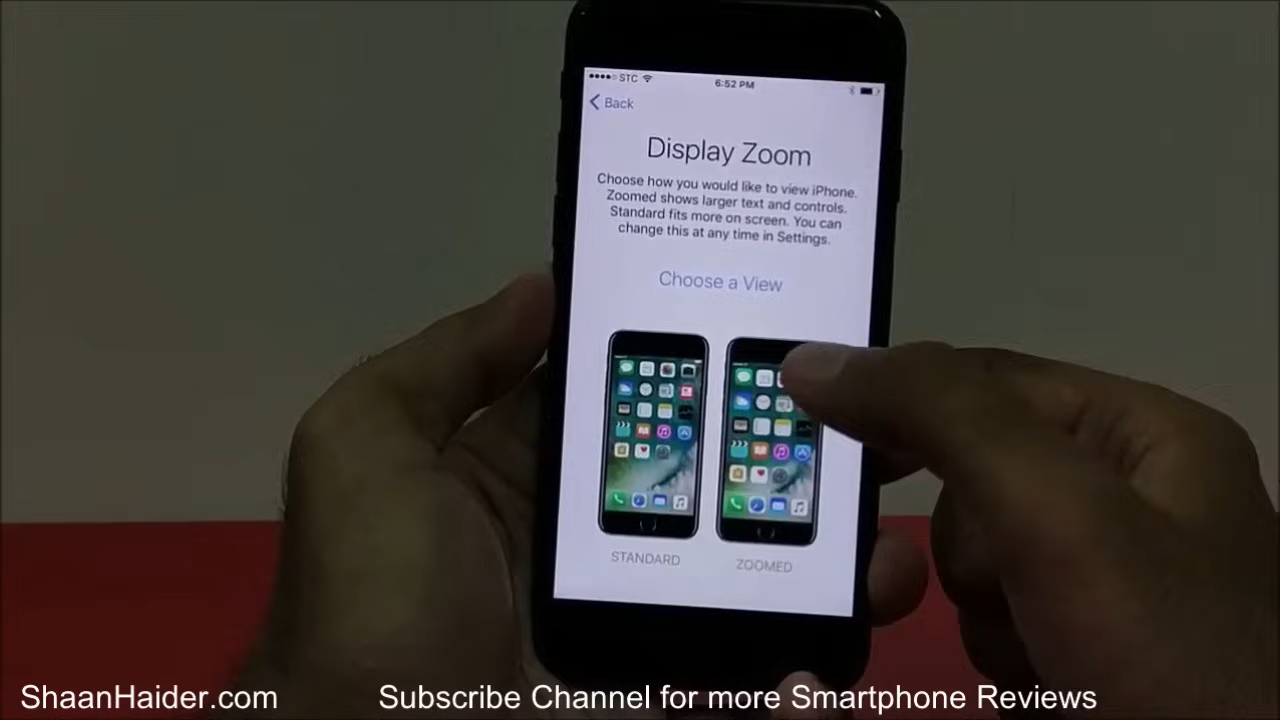 STC
6:52 PM
Back
Display Zoom
Choose how you would like to view iPhone.
Zoomed shows larger text and controls.
Standard fits more on screen. You can
change this at any time in Settings.
Choose a View
STANDARD
ZOOMED
ShaanHaider.com
Subscribe Channel for more Smartphone Reviews